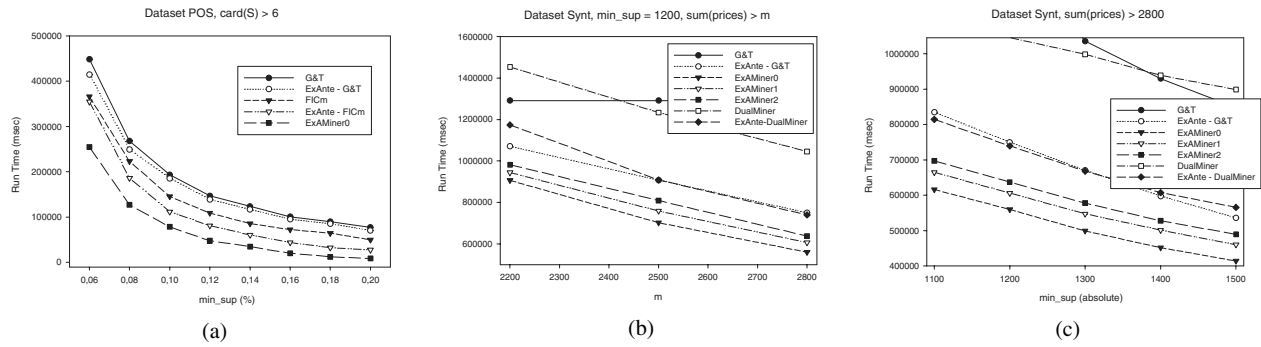 Dataset POS, card(S) > 6
500000
400000
300000
200000
100000
0
Run Time (msec)
G&T
ExAnte - G&T
FICm
ExAnte - FICm
ExAMiner0
0,06 0,08 0,10 0,12 0,14 0,16 0,18 0,20
min_sup (%)
(a)
Dataset Synt, min_sup = 1200, sum(prices) > m
1600000
1400000
1200000
1000000
800000
600000
Run Time (msec)
G&T
ExAnte - G&T
ExAMiner0
ExAMiner1
ExAMiner2
DualMiner
ExAnte-DualMiner
2200 2300 2400 2500 2600 2700 2800
m
(b)
Dataset Synt, sum(prices) > 2800
1000000
900000
800000
700000
600000
500000
400000
Run Time (msec)
G&T
ExAnte - G&T
ExAMiner0
ExAMiner1
ExAMiner2
DualMiner
ExAnte - DualMiner
1100 1200 1300 1400 1500
min_sup (absolute)
(c)